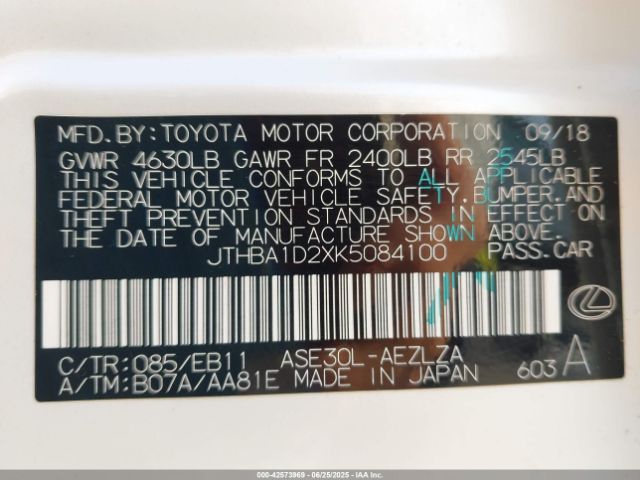 MFD.BY:TOYOTA MOTOR CORPORATION 09/18
GVWR 4630LB GAWR FR 2400LB RR 2545LB
THIS VEHICLE CONFORMS TO ALL APPLICABLE
FEDERAL MOTOR VEHICLE SAFETY,BUMPER,AND
THEFT PREVENTION STANDARDS IN EFFECT ON
THE DATE OF MANUFACTURE SHOWN ABOVE.
JTHBA1D2XK5084100 PASS.CAR
C/TR:085/EB11 ASE30L-AEZLZA
A/TM:B07A/AA81E MADE IN JAPAN 603 A
000-42573969 - 06/25/2025 - IAAI.COM